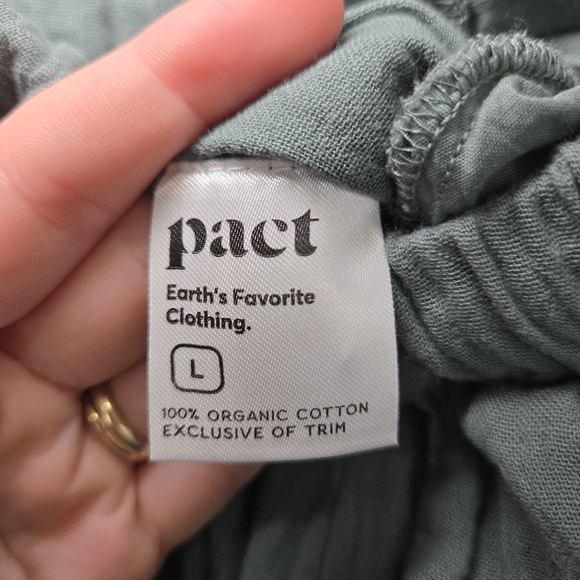 pact
Earth's Favorite
Clothing.
L
100% ORGANIC COTTON
EXCLUSIVE OF TRIM